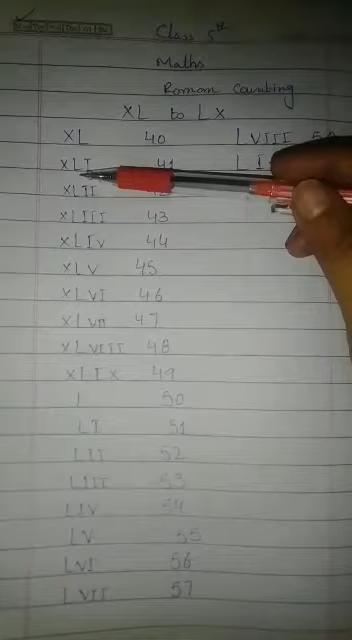 Class 5th
Maths
Roman Counting
XL to LX
XL 40 LVIII
XLI 41
XLII
XLIII 43
XLIV 44
XLV 45
XLVI 46
XLVII 47
XLVIII 48
XLIX 49
L 50
LI 51
LII 52
LIII 53
LIV 54
LV 55
LVI 56
LVII 57